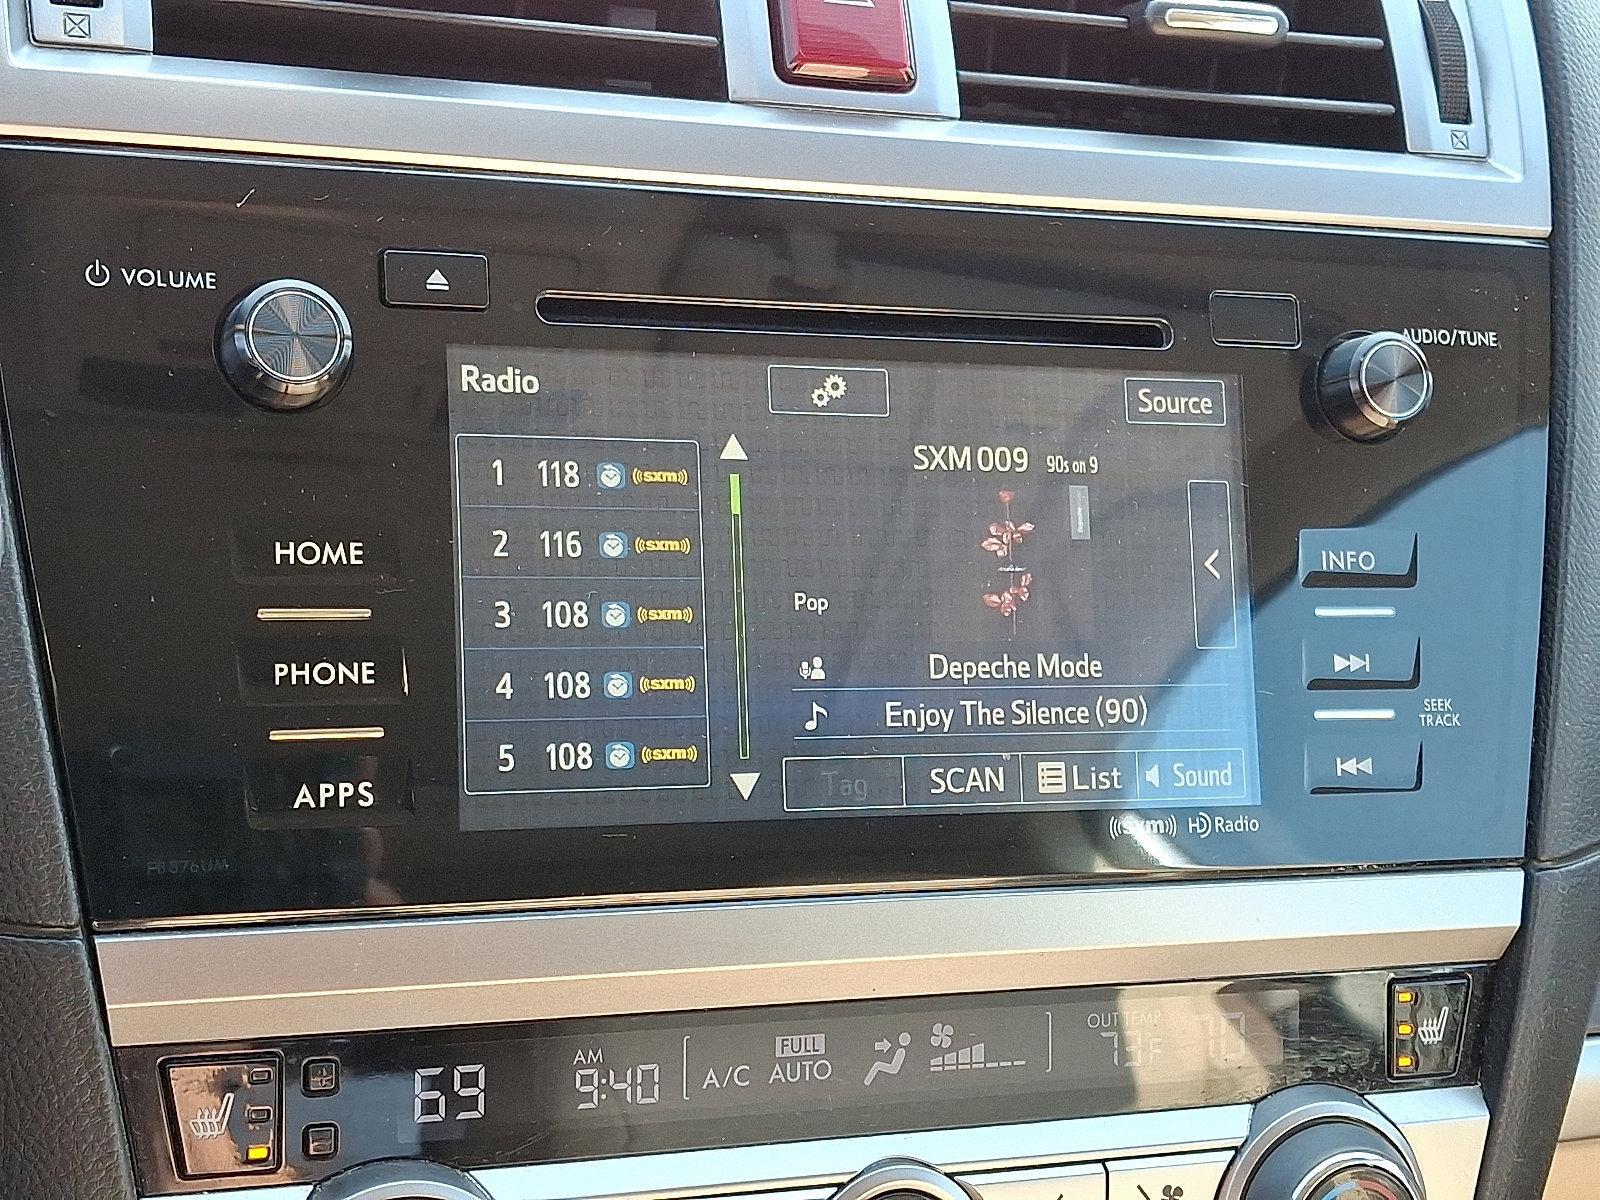 VOLUME
AUDIO/TUNE
Radio
Source
SXM 009 90s on 9
1 118 ((sxm))
2 116 ((sxm))
3 108 ((sxm))
4 108 ((sxm))
5 108 ((sxm))
Pop
Depeche Mode
Enjoy The Silence (90)
Tag SCAN List Sound
((sxm)) HD Radio
HOME
PHONE
APPS
INFO
SEEK
TRACK
69
AM
9:40
A/C
FULL
AUTO
OUT TEMP
73F
70